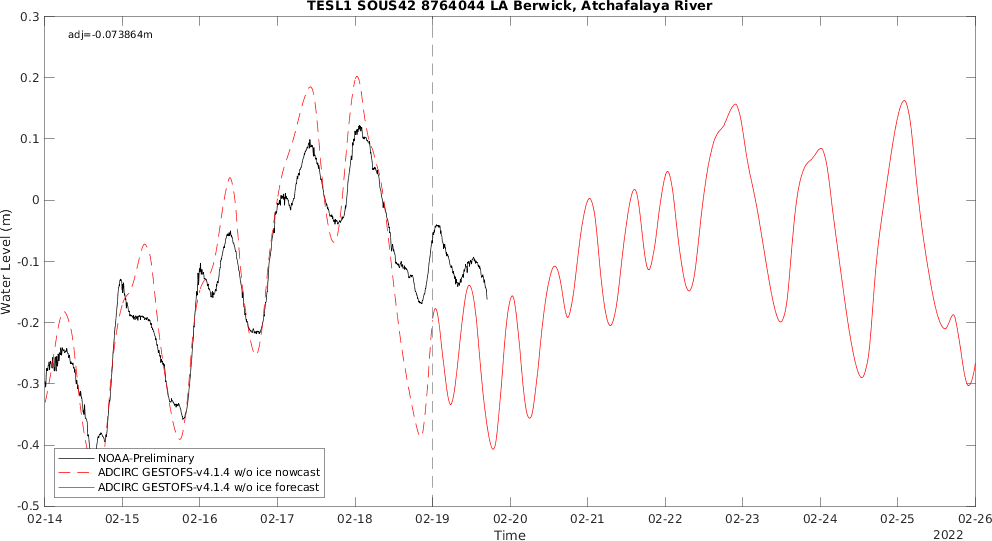 TESL1 SOUS42 8764044 LA Berwick, Atchafalaya River
adj=-0.073864m
0.3
0.2
0.1
0
-0.1
-0.2
-0.3
-0.4
-0.5
Water Level (m)
NOAA-Preliminary
ADCIRC GESTOFS-v4.1.4 w/o ice nowcast
ADCIRC GESTOFS-v4.1.4 w/o ice forecast
02-14 02-15 02-16 02-17 02-18 02-19 02-20 02-21 02-22 02-23 02-24 02-25 02-26
Time
2022